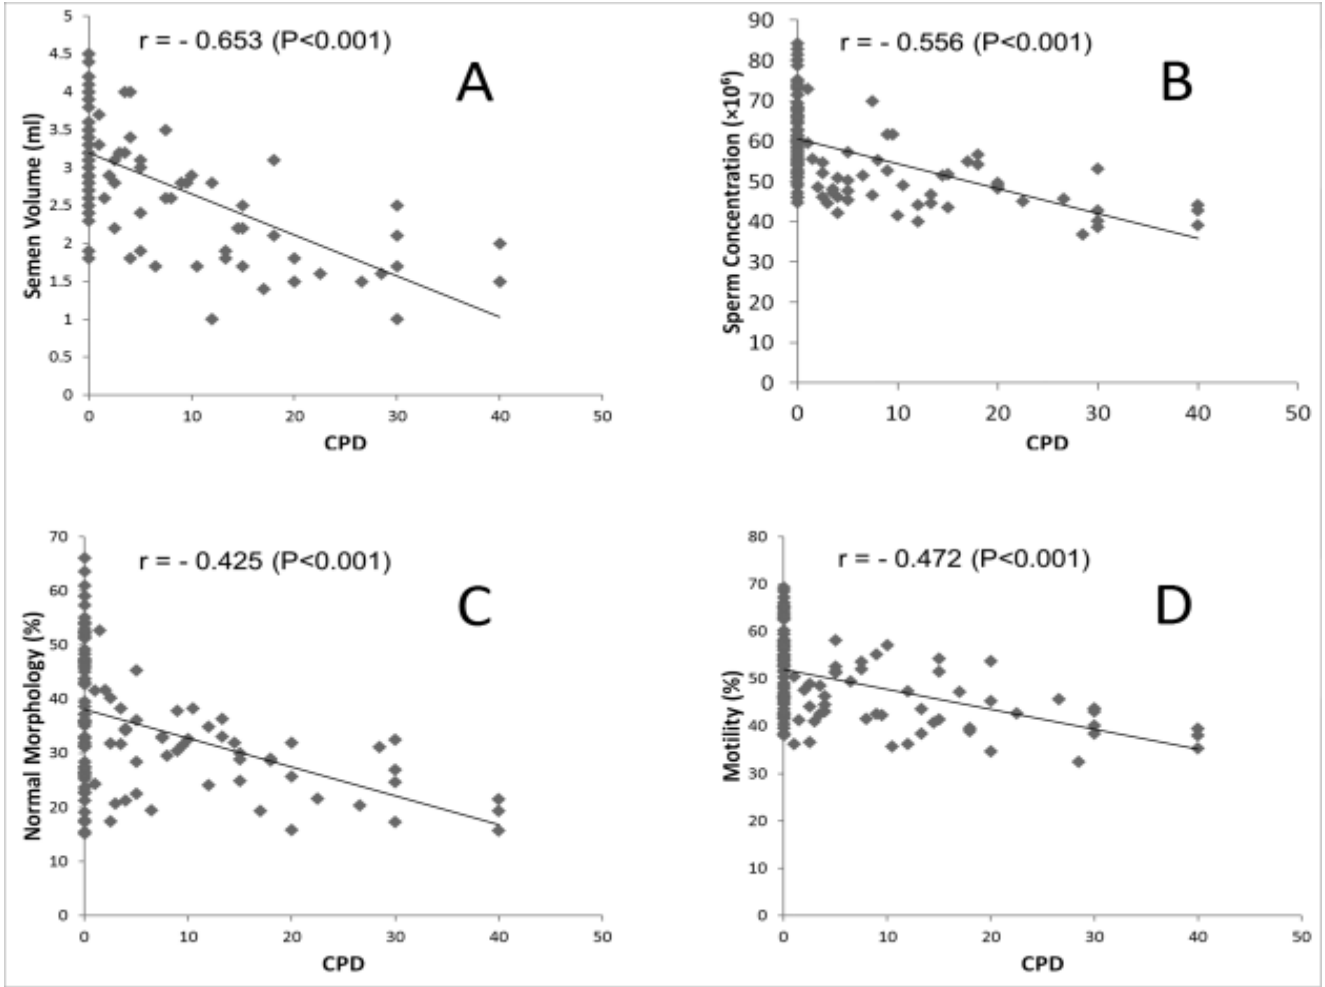 r = - 0.653 (P<0.001)
A
Semen Volume (ml)
5
4.5
4
3.5
3
2.5
2
1.5
1
0.5
0
0 10 20 30 40 50
CPD
r = - 0.556 (P<0.001)
B
Sperm Concentration (×10⁶)
90
80
70
60
50
40
30
20
10
0
0 10 20 30 40 50
CPD
r = - 0.425 (P<0.001)
C
Normal Morphology (%)
70
60
50
40
30
20
10
0
0 10 20 30 40 50
CPD
r = - 0.472 (P<0.001)
D
Motility (%)
80
70
60
50
40
30
20
10
0
0 10 20 30 40 50
CPD